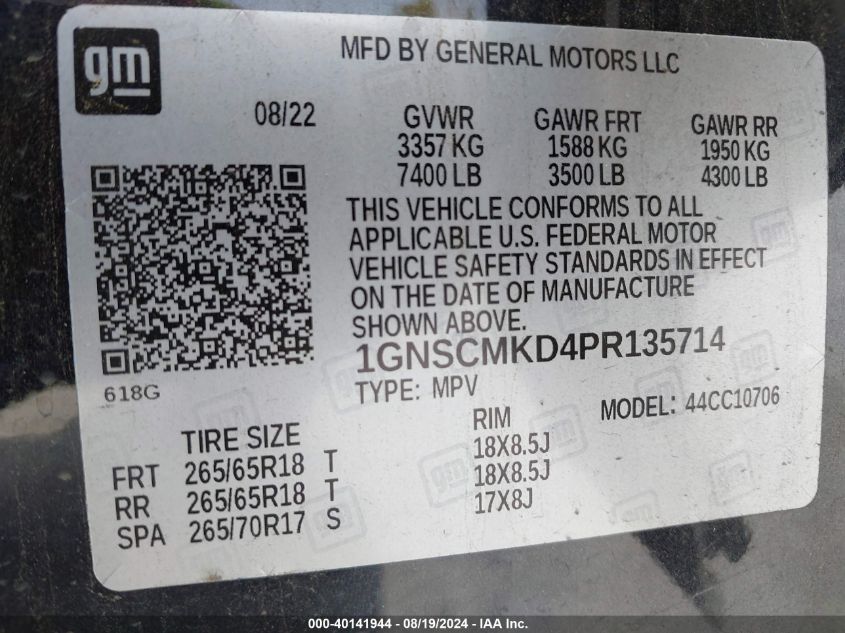 gm
MFD BY GENERAL MOTORS LLC
08/22
GVWR GAWR FRT GAWR RR
3357 KG 1588 KG 1950 KG
7400 LB 3500 LB 4300 LB
THIS VEHICLE CONFORMS TO ALL
APPLICABLE U.S. FEDERAL MOTOR
VEHICLE SAFETY STANDARDS IN EFFECT
ON THE DATE OF MANUFACTURE
SHOWN ABOVE.
1GNSCMKD4PR135714
618G
TYPE: MPV MODEL: 44CC10706
TIRE SIZE RIM
FRT 265/65R18 T 18X8.5J
RR 265/65R18 T 18X8.5J
SPA 265/70R17 S 17X8J
000-40141944 - 08/19/2024 - IAAI.com